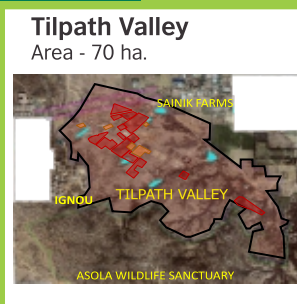 Tilpath Valley
Area - 70 ha.
SAINIK FARMS
IGNOU
TILPATH VALLEY
ASOLA WILDLIFE SANCTUARY